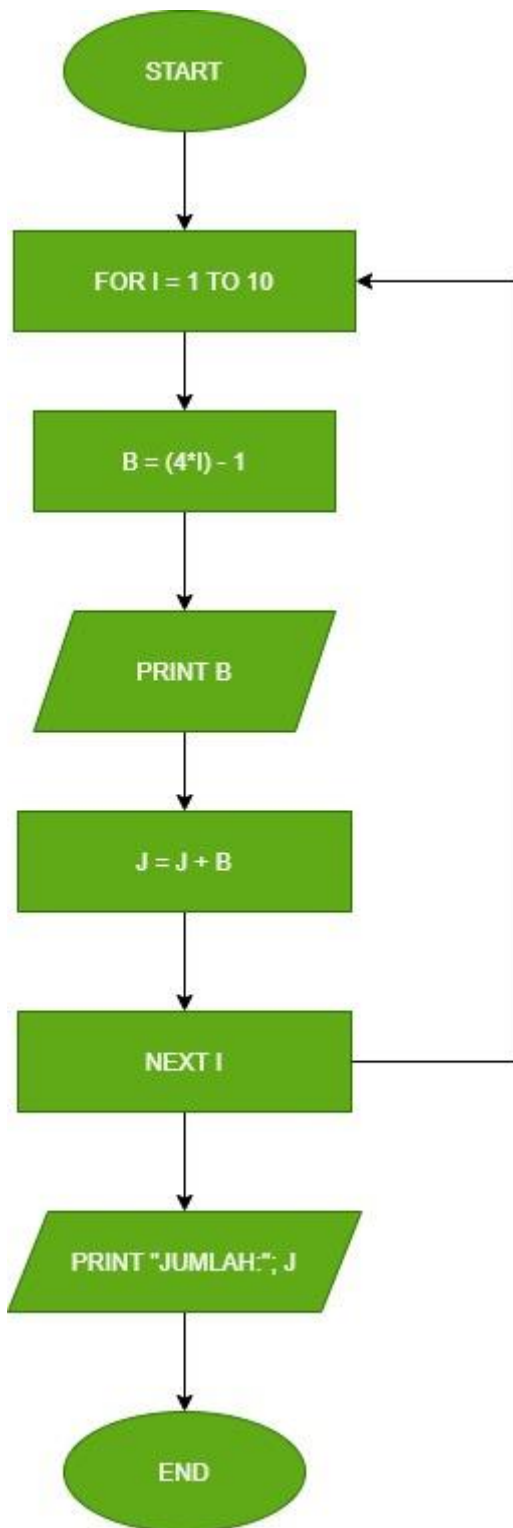 START
FOR I = 1 TO 10
B = (4*I) - 1
PRINT B
J = J + B
NEXT I
PRINT "JUMLAH:"; J
END